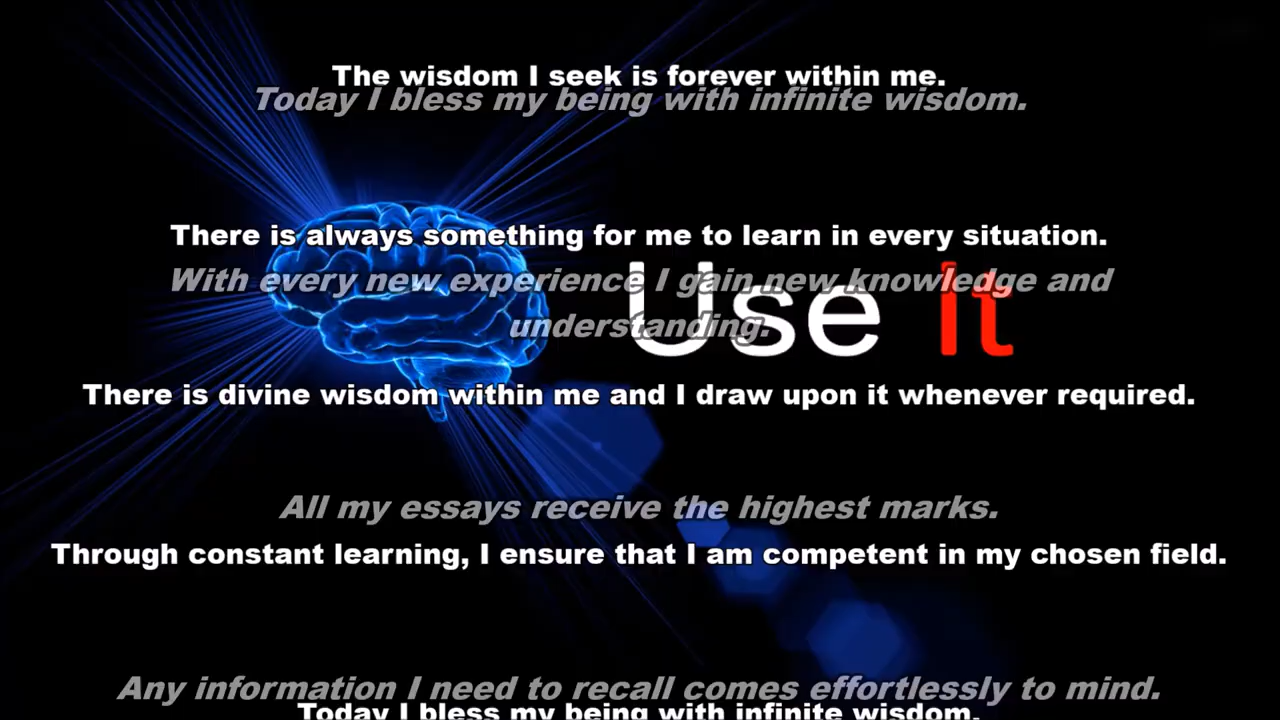 The wisdom I seek is forever within me.
Today I bless my being with infinite wisdom.
There is always something for me to learn in every situation.
With every new experience I gain new knowledge and
understanding.
Use It
There is divine wisdom within me and I draw upon it whenever required.
All my essays receive the highest marks.
Through constant learning, I ensure that I am competent in my chosen field.
Any information I need to recall comes effortlessly to mind.
Today I bless my being with infinite wisdom.